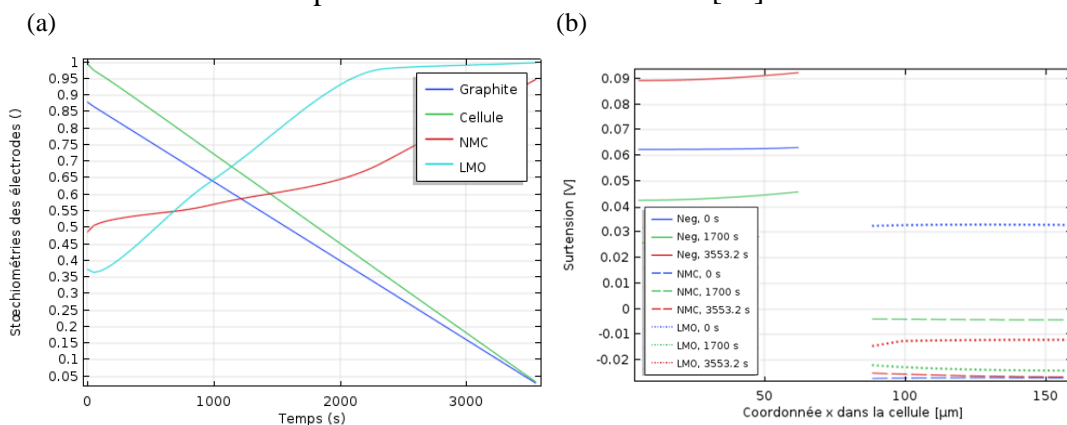 (a)
(b)
1
0.95
0.9
0.85
0.8
0.75
0.7
0.65
0.6
0.55
0.5
0.45
0.4
0.35
0.3
0.25
0.2
0.15
0.1
0.05
Stœchiométries des électrodes ()
Graphite
Cellule
NMC
LMO
0
1000
2000
3000
Temps (s)
0.09
0.08
0.07
0.06
0.05
0.04
0.03
0.02
0
-0.01
-0.02
Surtension [V]
Neg, 0 s
Neg, 1700 s
Neg, 3553.2 s
NMC, 0 s
NMC, 1700 s
NMC, 3553.2 s
LMO, 0 s
LMO, 1700 s
LMO, 3553.2 s
50
100
150
Coordonnée x dans la cellule [µm]